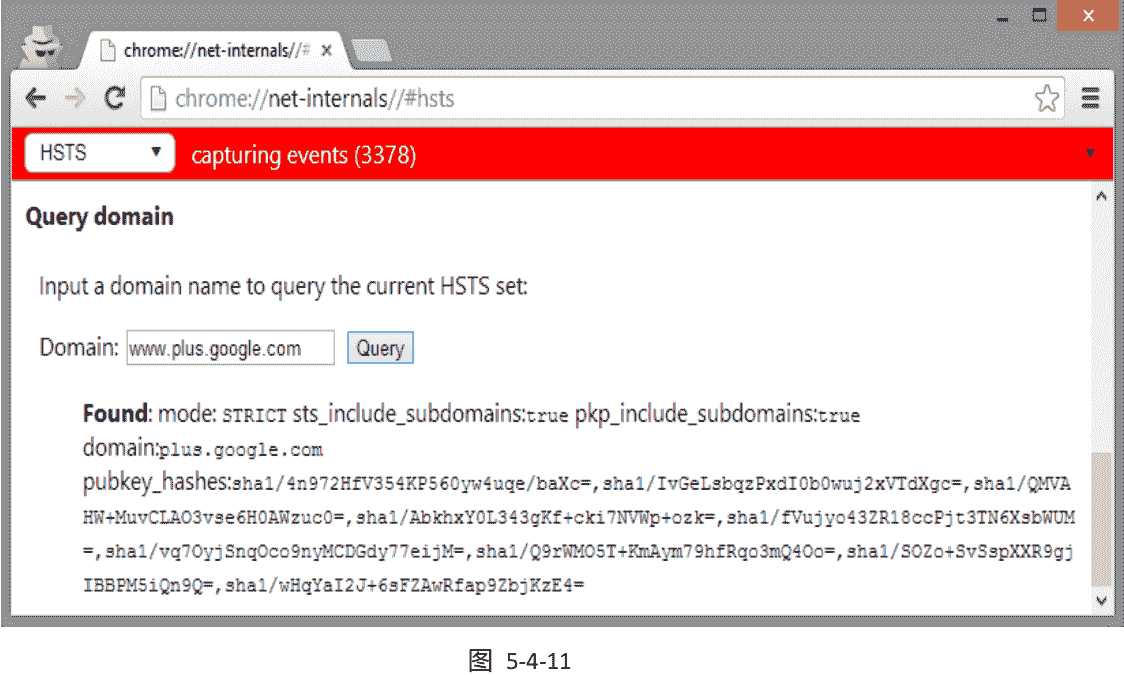 chrome://net-internals//#
chrome://net-internals//#hsts
HSTS capturing events (3378)
Query domain
Input a domain name to query the current HSTS set:
Domain: www.plus.google.com Query
Found: mode: STRICT sts_include_subdomains:true pkp_include_subdomains:true
domain:plus.google.com
pubkey_hashes:sha1/4n972HfV354KP560yw4uqe/baXc=,sha1/IvGeLsbqzPxdI0b0wuj2xVTdXgc=,sha1/QMVA
HW+MuvCLAO3vse6H0AWzuc0=,sha1/AbkhxY0L343gKf+cki7NVWp+ozk=,sha1/fVujyo43ZR18ccPjt3TN6XsbWUM
=,sha1/vq7OyjSnqOco9nyMCDGdy77eijM=,sha1/Q9rWMO5T+KmAym79hfRqo3mQ4Oo=,sha1/SOZo+SvSspXXR9gj
IBBPM5iQn9Q=,sha1/wHqYaI2J+6sFZAwRfap9ZbjKzE4=
图 5-4-11